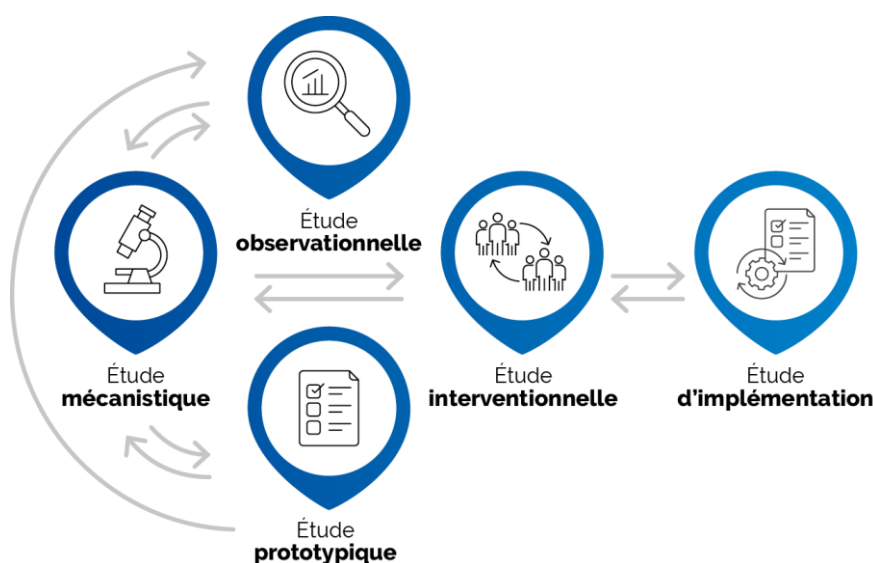 Étude
observationnelle
Étude
mécanistique
Étude
interventionnelle
Étude
d'implémentation
Étude
prototypique